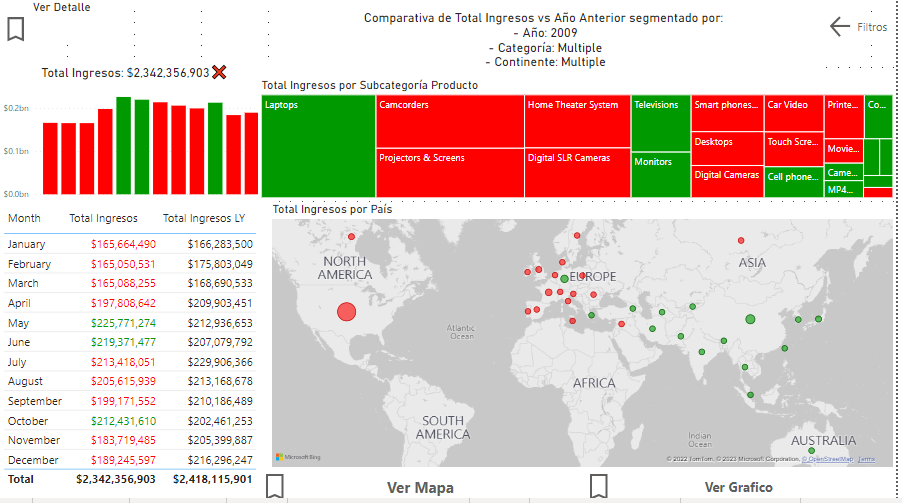 Ver Detalle
Comparativa de Total Ingresos vs Año Anterior segmentado por:
- Año: 2009
- Categoría: Multiple
- Continente: Multiple
Filtros
Total Ingresos: $2,342,356,903
$0.2bn
$0.1bn
$0.0bn
Total Ingresos por Subcategoría Producto
Laptops
Camcorders
Projectors & Screens
Home Theater System
Digital SLR Cameras
Televisions
Monitors
Smart phones...
Desktops
Digital Cameras
Car Video
Touch Scre...
Cell phone...
Printe...
Movie...
Came...
MP4...
Co...
Month Total Ingresos Total Ingresos LY
January $165,664,490 $166,283,500
February $165,050,531 $175,803,049
March $165,088,255 $168,690,533
April $197,808,642 $209,903,451
May $225,771,274 $212,936,653
June $219,371,477 $207,079,792
July $213,418,051 $229,906,366
August $205,615,939 $213,168,678
September $199,171,552 $210,186,489
October $212,431,610 $202,461,253
November $183,719,485 $205,399,887
December $189,245,597 $216,296,247
Total $2,342,356,903 $2,418,115,901
Total Ingresos por País
NORTH
AMERICA
EUROPE
ASIA
Atlantic
Ocean
AFRICA
SOUTH
AMERICA
Indian
Ocean
AUSTRALIA
Microsoft Bing
© 2022 TomTom, © 2023 Microsoft Corporation, © OpenStreetMap Terms
Ver Mapa
Ver Grafico